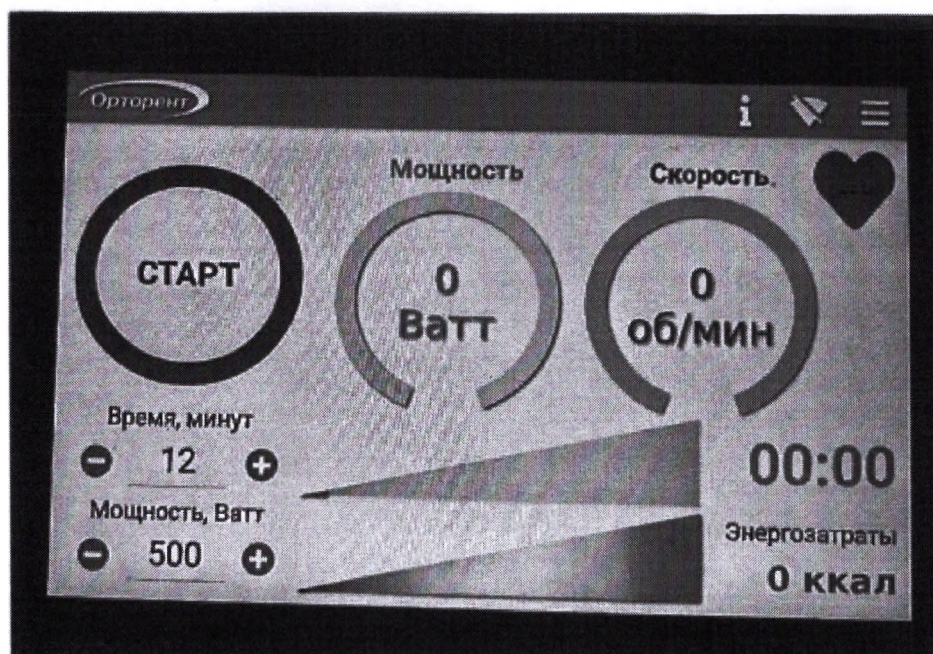 Орторент
i
Мощность
Скорость.
СТАРТ
0
Ватт
0
об/мин
Время, минут
12
00:00
Мощность, Ватт
500
Энергозатраты
0 ккал